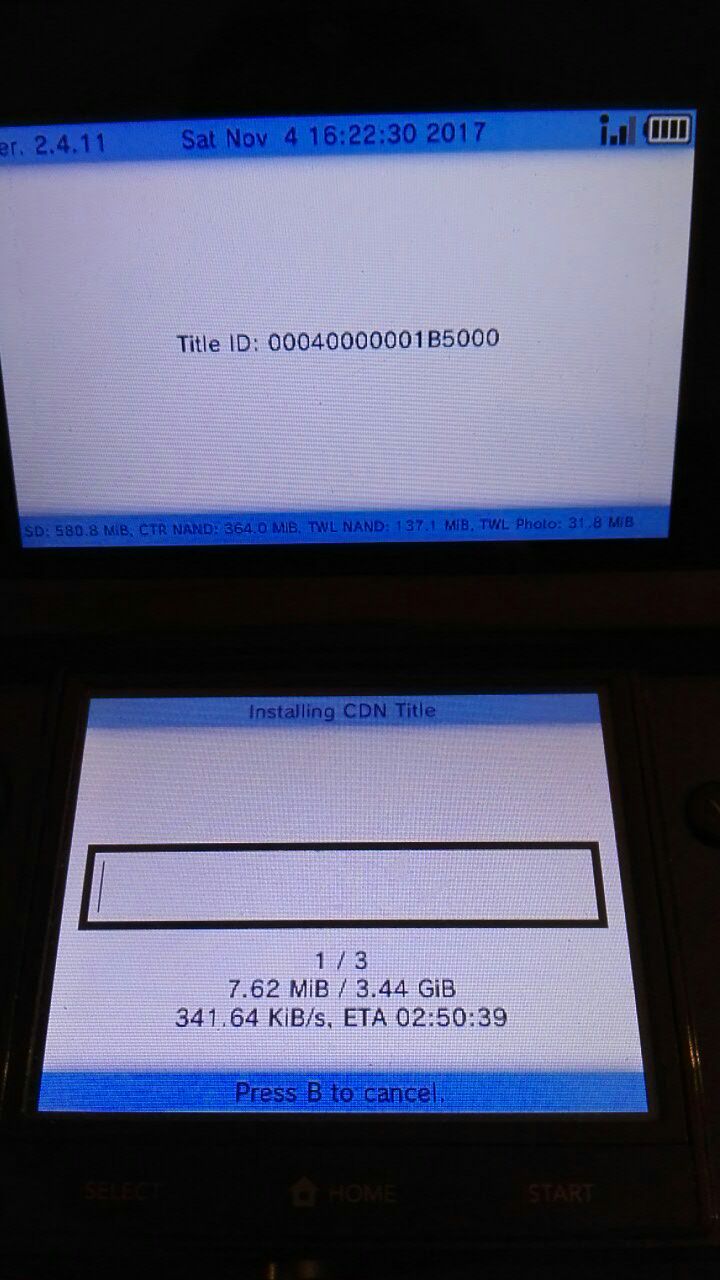 er. 2.4.11 Sat Nov 4 16:22:30 2017
Title ID: 00040000001B5000
SD: 580.8 MiB, CTR NAND: 364.0 MiB, TWL NAND: 137.1 MiB, TWL Photo: 31.8 MiB
Installing CDN Title
1 / 3
7.62 MiB / 3.44 GiB
341.64 KiB/s, ETA 02:50:39
Press B to cancel.
SELECT HOME START